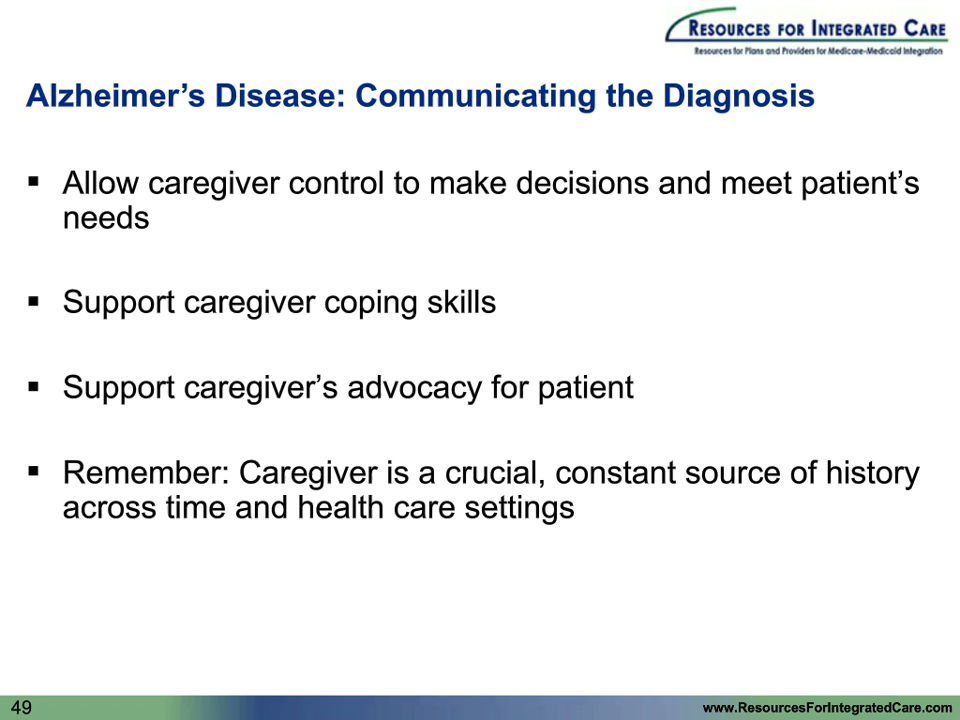 RESOURCES FOR INTEGRATED CARE
Resources for Plans and Providers for Medicare-Medicaid Integration
Alzheimer’s Disease: Communicating the Diagnosis
▪ Allow caregiver control to make decisions and meet patient’s
needs
▪ Support caregiver coping skills
▪ Support caregiver’s advocacy for patient
▪ Remember: Caregiver is a crucial, constant source of history
across time and health care settings
49
www.ResourcesForIntegratedCare.com